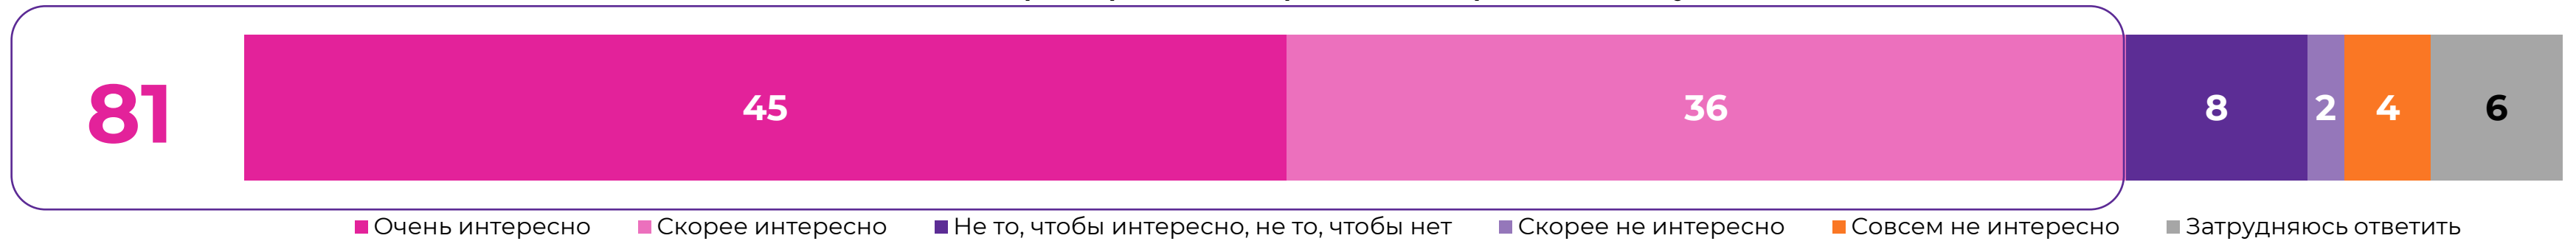 81 45 36 8 2 4 6
Очень интересно Скорее интересно Не то, чтобы интересно, не то, чтобы нет Скорее не интересно Совсем не интересно Затрудняюсь ответить